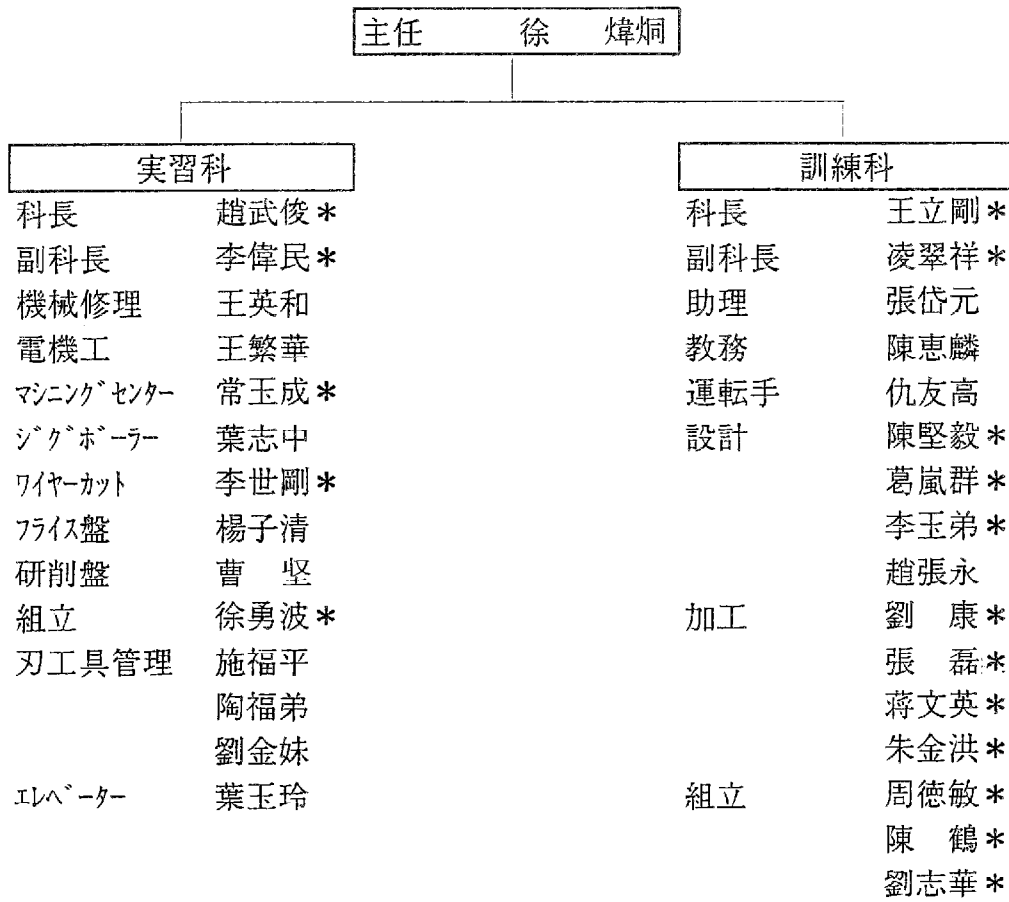 主任　徐　煒烔
実習科
科長　趙武俊*
副科長　李偉民*
機械修理　王英和
電機工　王繁華
マシニングセンター　常玉成*
ジグボーラー　葉志中
ワイヤーカット　李世剛*
フライス盤　楊子清
研削盤　曹　坚
組立　徐勇波*
刃工具管理　施福平
陶福弟
劉金妹
エレベーター　葉玉玲
訓練科
科長　王立剛*
副科長　凌翠祥*
助理　張岱元
教務　陳恵麟
運転手　仇友高
設計　陳堅毅*
葛嵐群*
李玉弟*
趙張永
加工　劉　康*
張　磊*
蒋文英*
朱金洪*
組立　周徳敏*
陳　鶴*
劉志華*